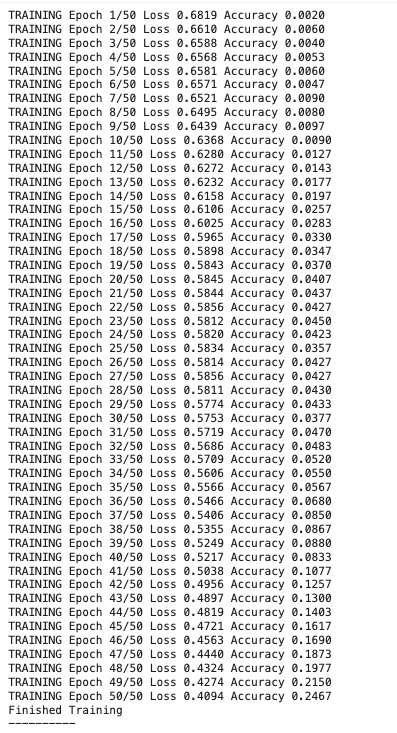 TRAINING Epoch 1/50 Loss 0.6819 Accuracy 0.0020
TRAINING Epoch 2/50 Loss 0.6610 Accuracy 0.0060
TRAINING Epoch 3/50 Loss 0.6588 Accuracy 0.0040
TRAINING Epoch 4/50 Loss 0.6568 Accuracy 0.0053
TRAINING Epoch 5/50 Loss 0.6581 Accuracy 0.0060
TRAINING Epoch 6/50 Loss 0.6571 Accuracy 0.0047
TRAINING Epoch 7/50 Loss 0.6521 Accuracy 0.0090
TRAINING Epoch 8/50 Loss 0.6495 Accuracy 0.0080
TRAINING Epoch 9/50 Loss 0.6439 Accuracy 0.0097
TRAINING Epoch 10/50 Loss 0.6368 Accuracy 0.0090
TRAINING Epoch 11/50 Loss 0.6280 Accuracy 0.0127
TRAINING Epoch 12/50 Loss 0.6272 Accuracy 0.0143
TRAINING Epoch 13/50 Loss 0.6232 Accuracy 0.0177
TRAINING Epoch 14/50 Loss 0.6158 Accuracy 0.0197
TRAINING Epoch 15/50 Loss 0.6106 Accuracy 0.0257
TRAINING Epoch 16/50 Loss 0.6025 Accuracy 0.0283
TRAINING Epoch 17/50 Loss 0.5965 Accuracy 0.0330
TRAINING Epoch 18/50 Loss 0.5898 Accuracy 0.0347
TRAINING Epoch 19/50 Loss 0.5843 Accuracy 0.0370
TRAINING Epoch 20/50 Loss 0.5845 Accuracy 0.0407
TRAINING Epoch 21/50 Loss 0.5844 Accuracy 0.0437
TRAINING Epoch 22/50 Loss 0.5856 Accuracy 0.0427
TRAINING Epoch 23/50 Loss 0.5812 Accuracy 0.0450
TRAINING Epoch 24/50 Loss 0.5820 Accuracy 0.0423
TRAINING Epoch 25/50 Loss 0.5834 Accuracy 0.0357
TRAINING Epoch 26/50 Loss 0.5814 Accuracy 0.0427
TRAINING Epoch 27/50 Loss 0.5856 Accuracy 0.0427
TRAINING Epoch 28/50 Loss 0.5811 Accuracy 0.0430
TRAINING Epoch 29/50 Loss 0.5774 Accuracy 0.0433
TRAINING Epoch 30/50 Loss 0.5753 Accuracy 0.0377
TRAINING Epoch 31/50 Loss 0.5719 Accuracy 0.0470
TRAINING Epoch 32/50 Loss 0.5686 Accuracy 0.0483
TRAINING Epoch 33/50 Loss 0.5709 Accuracy 0.0520
TRAINING Epoch 34/50 Loss 0.5606 Accuracy 0.0550
TRAINING Epoch 35/50 Loss 0.5566 Accuracy 0.0567
TRAINING Epoch 36/50 Loss 0.5466 Accuracy 0.0680
TRAINING Epoch 37/50 Loss 0.5406 Accuracy 0.0850
TRAINING Epoch 38/50 Loss 0.5355 Accuracy 0.0867
TRAINING Epoch 39/50 Loss 0.5249 Accuracy 0.0880
TRAINING Epoch 40/50 Loss 0.5217 Accuracy 0.0833
TRAINING Epoch 41/50 Loss 0.5038 Accuracy 0.1077
TRAINING Epoch 42/50 Loss 0.4956 Accuracy 0.1257
TRAINING Epoch 43/50 Loss 0.4897 Accuracy 0.1300
TRAINING Epoch 44/50 Loss 0.4819 Accuracy 0.1403
TRAINING Epoch 45/50 Loss 0.4721 Accuracy 0.1617
TRAINING Epoch 46/50 Loss 0.4563 Accuracy 0.1690
TRAINING Epoch 47/50 Loss 0.4440 Accuracy 0.1873
TRAINING Epoch 48/50 Loss 0.4324 Accuracy 0.1977
TRAINING Epoch 49/50 Loss 0.4274 Accuracy 0.2150
TRAINING Epoch 50/50 Loss 0.4094 Accuracy 0.2467
Finished Training
----------